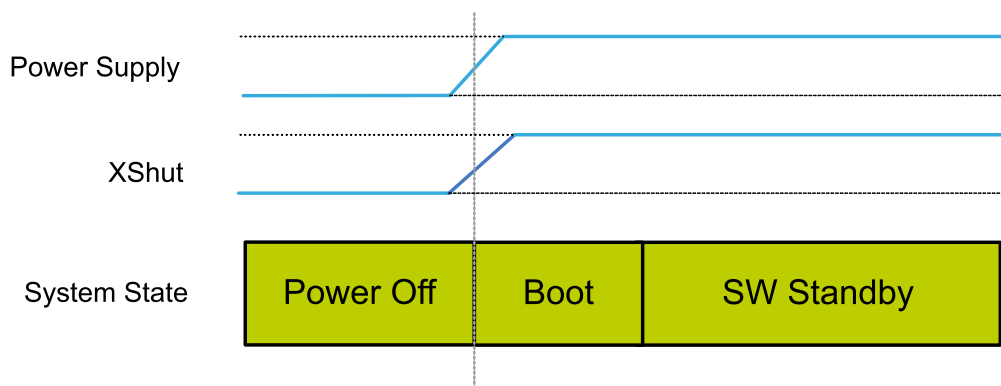 Power Supply
XShut
System State
Power Off
Boot
SW Standby